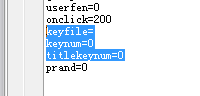 userfen=0
onclick=200
keyfile=
keynum=0
titlekeynum=0
prand=0